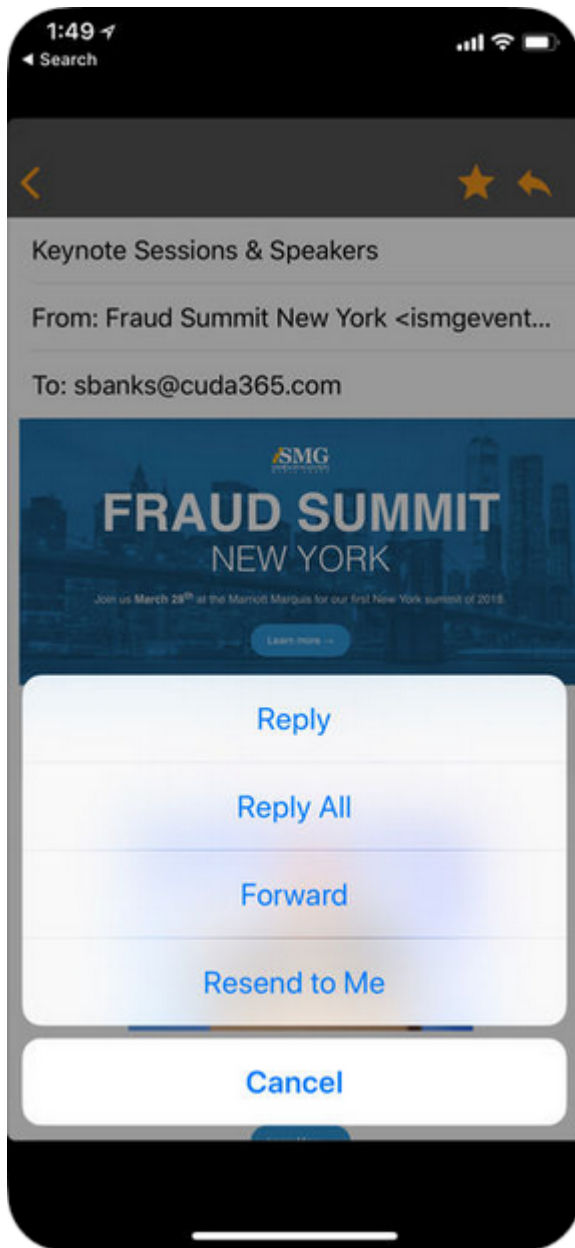 1:49
Search
Keynote Sessions & Speakers
From: Fraud Summit New York <ismgevent...
To: sbanks@cuda365.com
iSMG
FRAUD SUMMIT
NEW YORK
Join us March 28th at the Marriott Marquis for our first New York summit of 2018.
Learn more →
Reply
Reply All
Forward
Resend to Me
Cancel